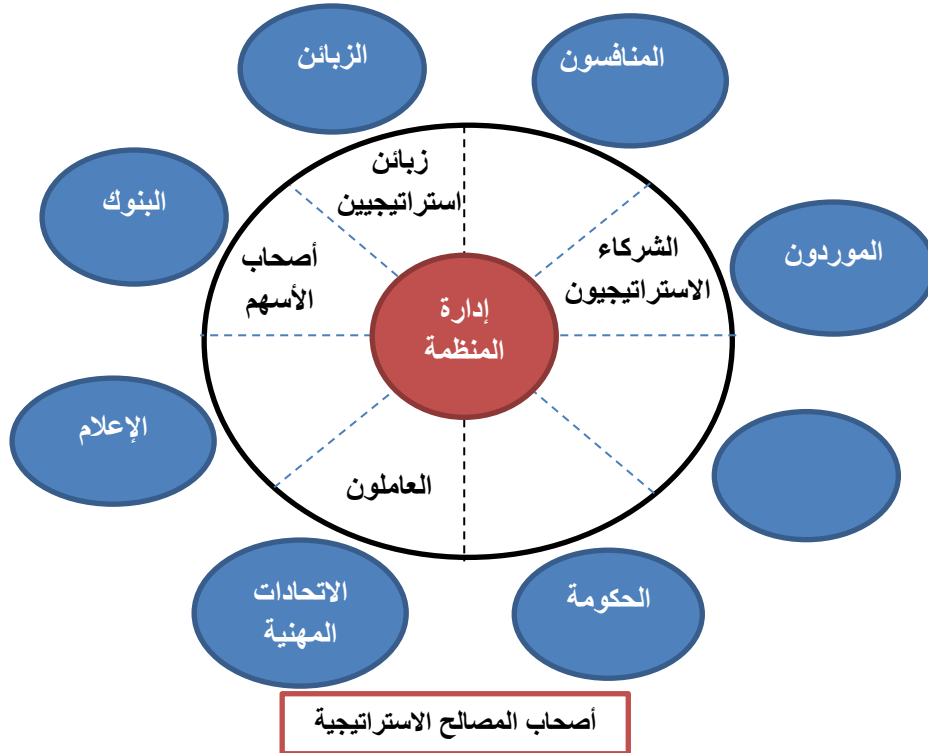 الزبائن
المنافسون
زبائن
استراتيجيين
البنوك
الموردون
الشركاء
الاستراتيجيون
أصحاب
الأسهم
إدارة
المنظمة
الإعلام
العاملون
الاتحادات
المهنية
الحكومة
أصحاب المصالح الاستراتيجية